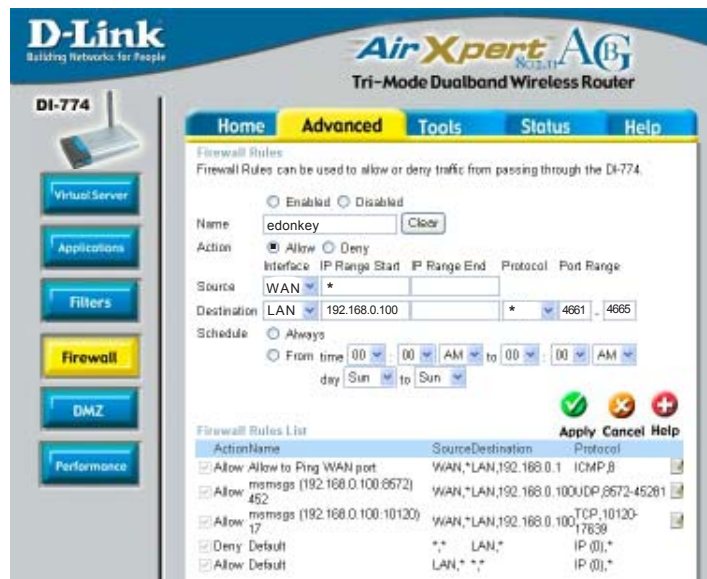 D-Link
Building Networks for People
AirXpert 802.11 ABG
Tri-Mode Dualband Wireless Router
DI-774
Home Advanced Tools Status Help
Virtual Server
Applications
Filters
Firewall
DMZ
Performance
Firewall Rules
Firewall Rules can be used to allow or deny traffic from passing through the DI-774.
Enabled Disabled
Name edonkey Clear
Action Allow Deny
Interface IP Range Start IP Range End Protocol Port Range
Source WAN *
Destination LAN 192.168.0.100 * 4661 - 4665
Schedule Always
From time 00 : 00 AM to 00 : 00 AM
day Sun to Sun
Apply Cancel Help
Firewall Rules List
Action Name Source Destination Protocol
Allow Allow to Ping WAN port WAN,* LAN,192.168.0.1 ICMP,8
Allow msmsgs (192.168.0.100:8572) 452 WAN,* LAN,192.168.0.100 UDP,8572-45281
Allow msmsgs (192.168.0.100:10120) 17 WAN,* LAN,192.168.0.100 TCP,10120-17639
Deny Default *,* LAN,* IP (0),*
Allow Default LAN,* *,* IP (0),*